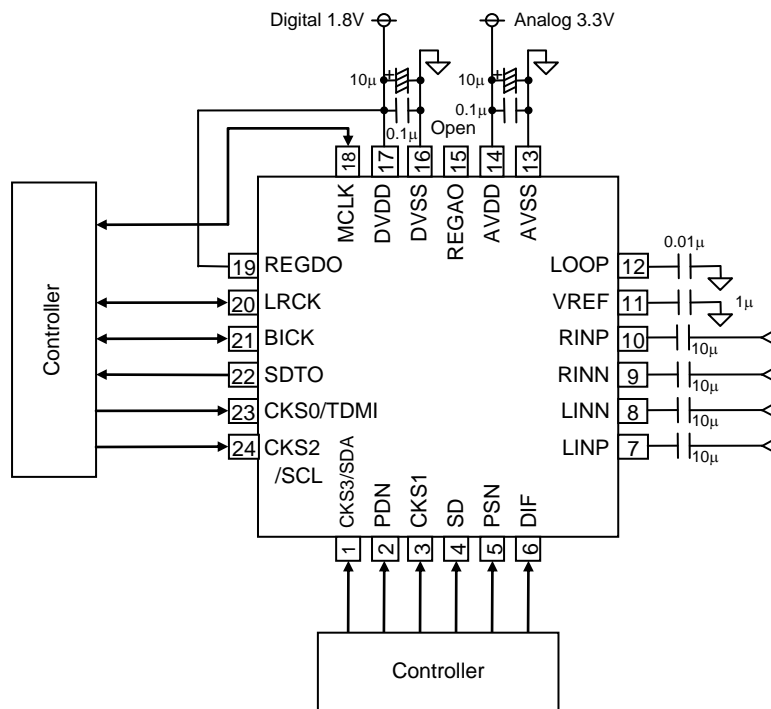 Digital 1.8V
Analog 3.3V
10μ
10μ
0.1μ
0.1μ
Open
18
17
16
15
14
13
MCLK
DVDD
DVSS
REGAO
AVDD
AVSS
Controller
19 REGDO
20 LRCK
21 BICK
22 SDTO
23 CKS0/TDMI
24 CKS2
/SCL
LOOP 12
0.01μ
VREF 11
1μ
RINP 10
10μ
RINN 9
10μ
LINN 8
10μ
LINP 7
10μ
CKS3/SDA
PDN
CKS1
SD
PSN
DIF
1
2
3
4
5
6
Controller